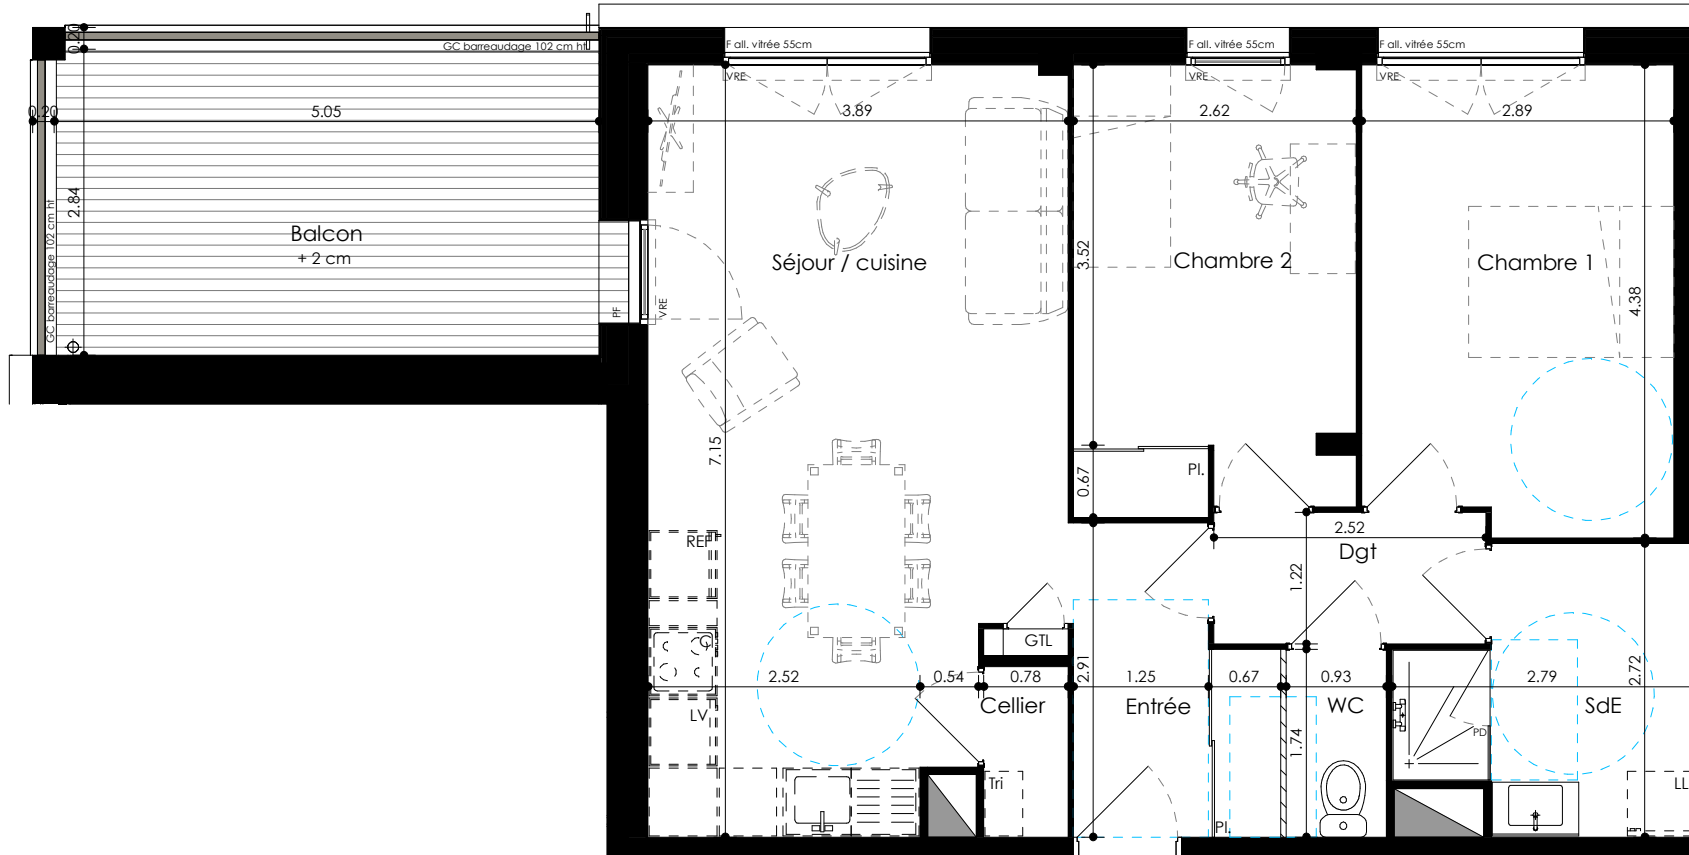 0.20
GC barreaudage 102 cm ht
F all. vitrée 55cm
F all. vitrée 55cm
F all. vitrée 55cm
VRE
VRE
VRE
0.20
5.05
3.89
2.62
2.89
2.84
GC barreaudage 102 cm ht
Balcon
+ 2 cm
PF
VRE
Séjour / cuisine
3.52
Chambre 2
Chambre 1
4.38
7.15
0.67
Pl.
2.52
Dgt
1.22
REF
C
GTL
2.91
2.72
2.52
0.54
0.78
1.25
0.67
0.93
2.79
LV
Cellier
Entrée
WC
SdE
1.74
PD
Tri
Pl.
LL